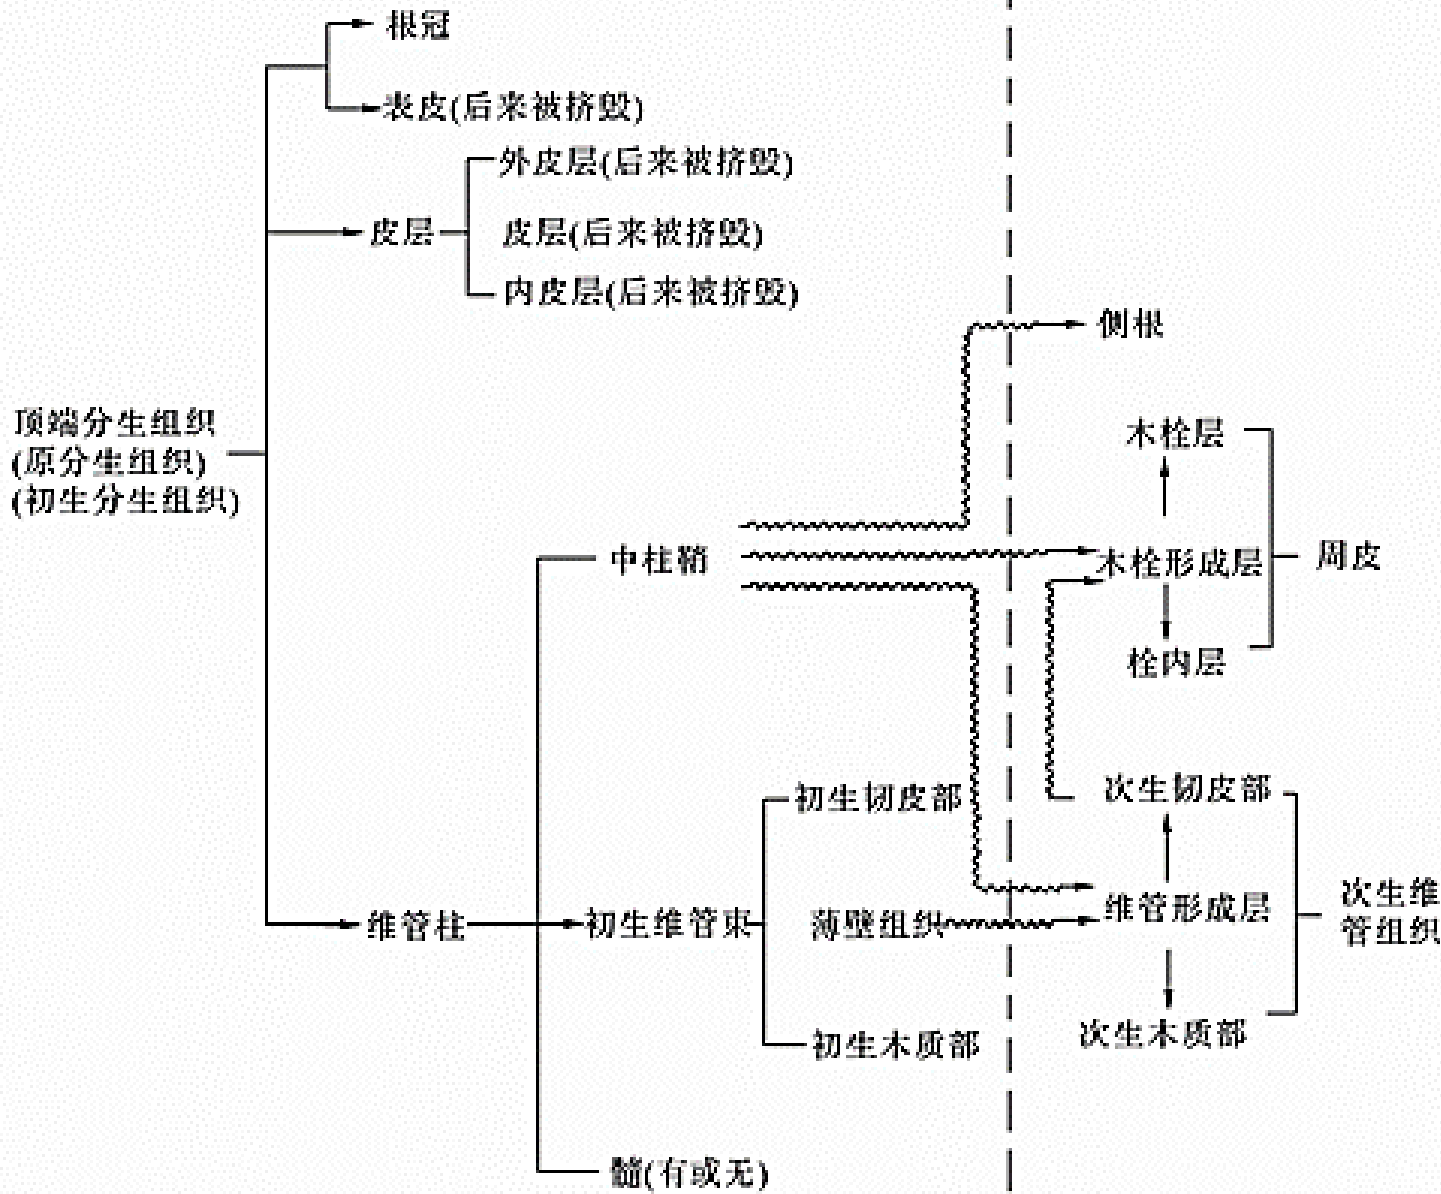 根冠
表皮(后来被挤毁)
外皮层(后来被挤毁)
皮层
皮层(后来被挤毁)
内皮层(后来被挤毁)
侧根
顶端分生组织
(原分生组织)
(初生分生组织)
木栓层
中柱鞘
木栓形成层
周皮
栓内层
初生韧皮部
次生韧皮部
维管柱
初生维管束
薄壁组织
维管形成层
次生维
管组织
初生木质部
次生木质部
髓(有或无)